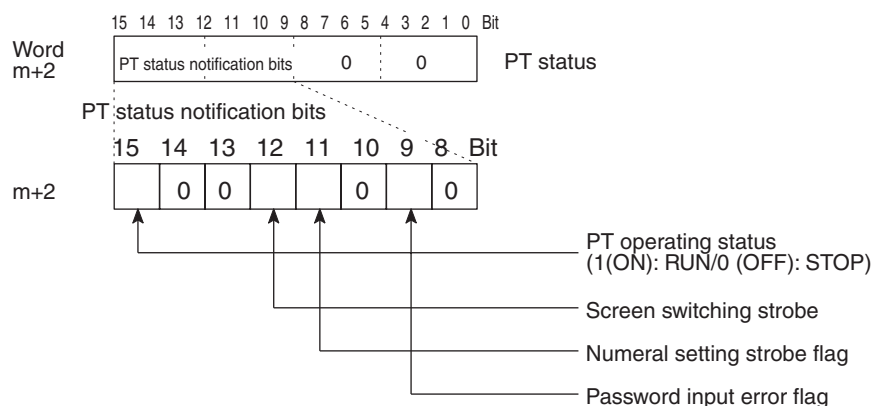 15 14 13 12 11 10 9 8 7 6 5 4 3 2 1 0 Bit
Word
m+2
PT status notification bits 0 0
PT status
PT status notification bits
15 14 13 12 11 10 9 8 Bit
m+2
0 0 0 0
PT operating status
(1(ON): RUN/0 (OFF): STOP)
Screen switching strobe
Numeral setting strobe flag
Password input error flag